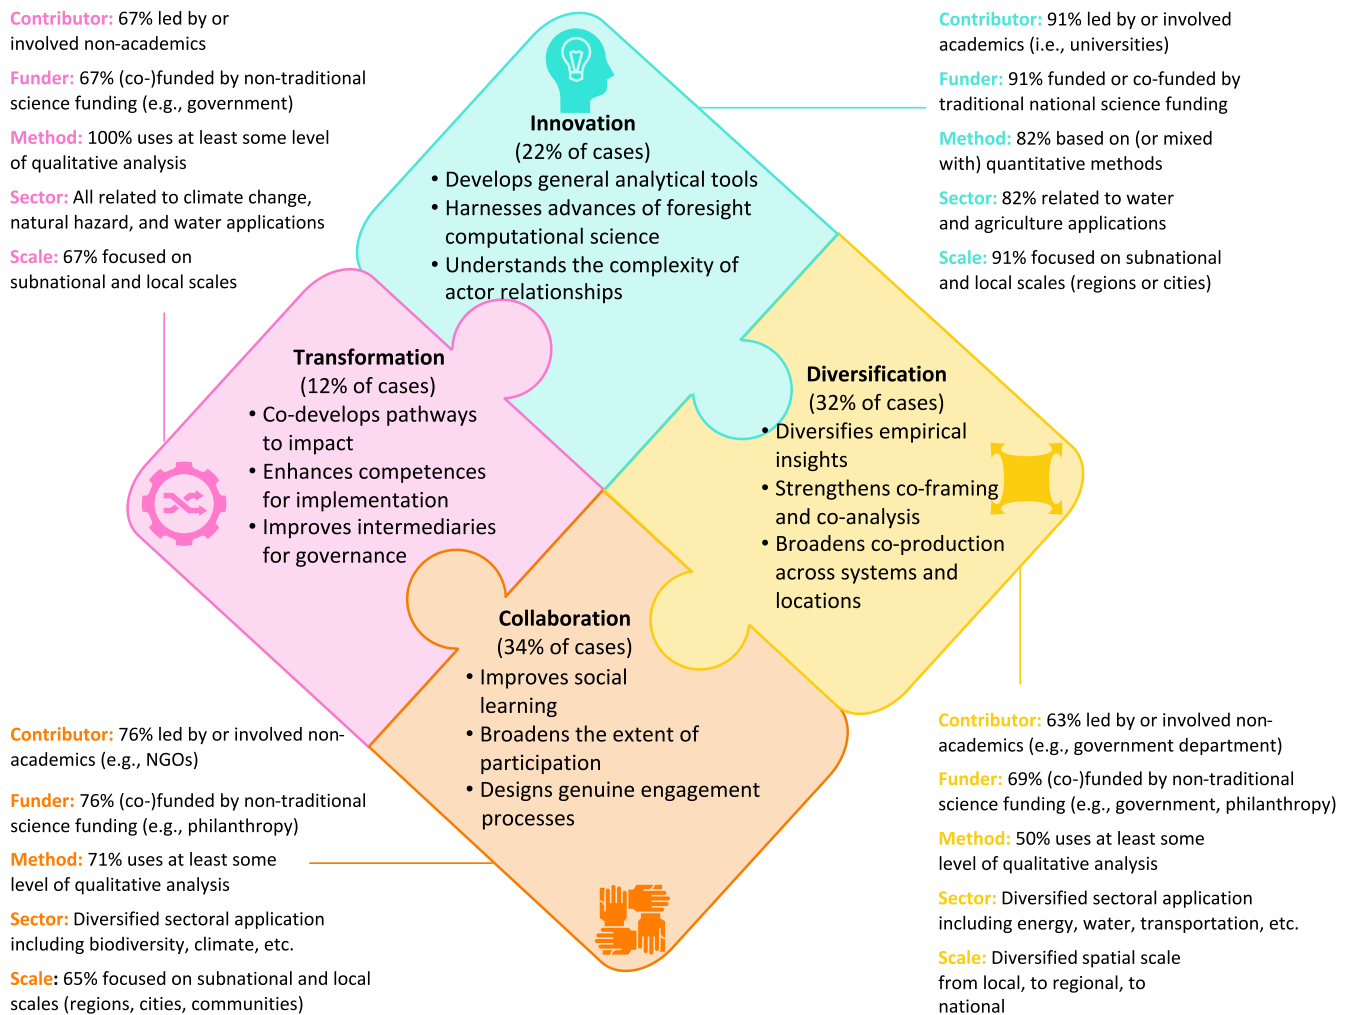 Contributor: 67% led by or
involved non-academics
Funder: 67% (co-)funded by non-traditional
science funding (e.g., government)
Method: 100% uses at least some level
of qualitative analysis
Sector: All related to climate change,
natural hazard, and water applications
Scale: 67% focused on
subnational and local scales
Innovation
(22% of cases)
• Develops general analytical tools
• Harnesses advances of foresight
computational science
• Understands the complexity of
actor relationships
Contributor: 91% led by or involved
academics (i.e., universities)
Funder: 91% funded or co-funded by
traditional national science funding
Method: 82% based on (or mixed
with) quantitative methods
Sector: 82% related to water
and agriculture applications
Scale: 91% focused on subnational
and local scales (regions or cities)
Transformation
(12% of cases)
• Co-develops pathways
to impact
• Enhances competences
for implementation
• Improves intermediaries
for governance
Diversification
(32% of cases)
• Diversifies empirical
insights
• Strengthens co-framing
and co-analysis
• Broadens co-production
across systems and
locations
Collaboration
(34% of cases)
• Improves social
learning
• Broadens the extent of
participation
• Designs genuine engagement
processes
Contributor: 76% led by or involved non-
academics (e.g., NGOs)
Funder: 76% (co-)funded by non-traditional
science funding (e.g., philanthropy)
Method: 71% uses at least some
level of qualitative analysis
Sector: Diversified sectoral application
including biodiversity, climate, etc.
Scale: 65% focused on subnational and local
scales (regions, cities, communities)
Contributor: 63% led by or involved non-
academics (e.g., government department)
Funder: 69% (co-)funded by non-traditional
science funding (e.g., government, philanthropy)
Method: 50% uses at least some
level of qualitative analysis
Sector: Diversified sectoral application
including energy, water, transportation, etc.
Scale: Diversified spatial scale
from local, to regional, to
national